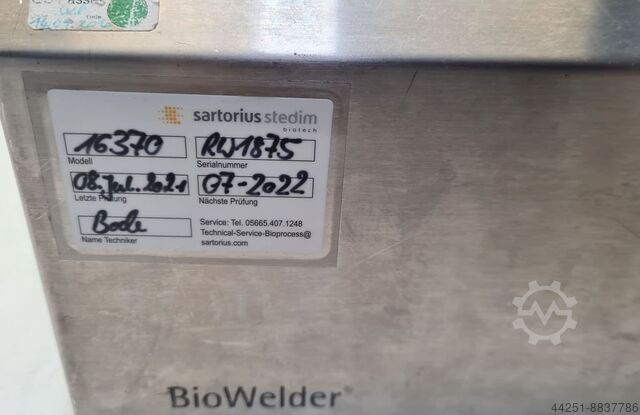 sartorius stedim
biotech
16370
Modell
RW1875
Serialnummer
08. Jul. 2021
Letzte Prüfung
07-2022
Nächste Prüfung
Bode
Name Techniker
Service: Tel. 05665.407.1248
Technical-Service-Bioprocess@
sartorius.com
BioWelder®
44251-8837786